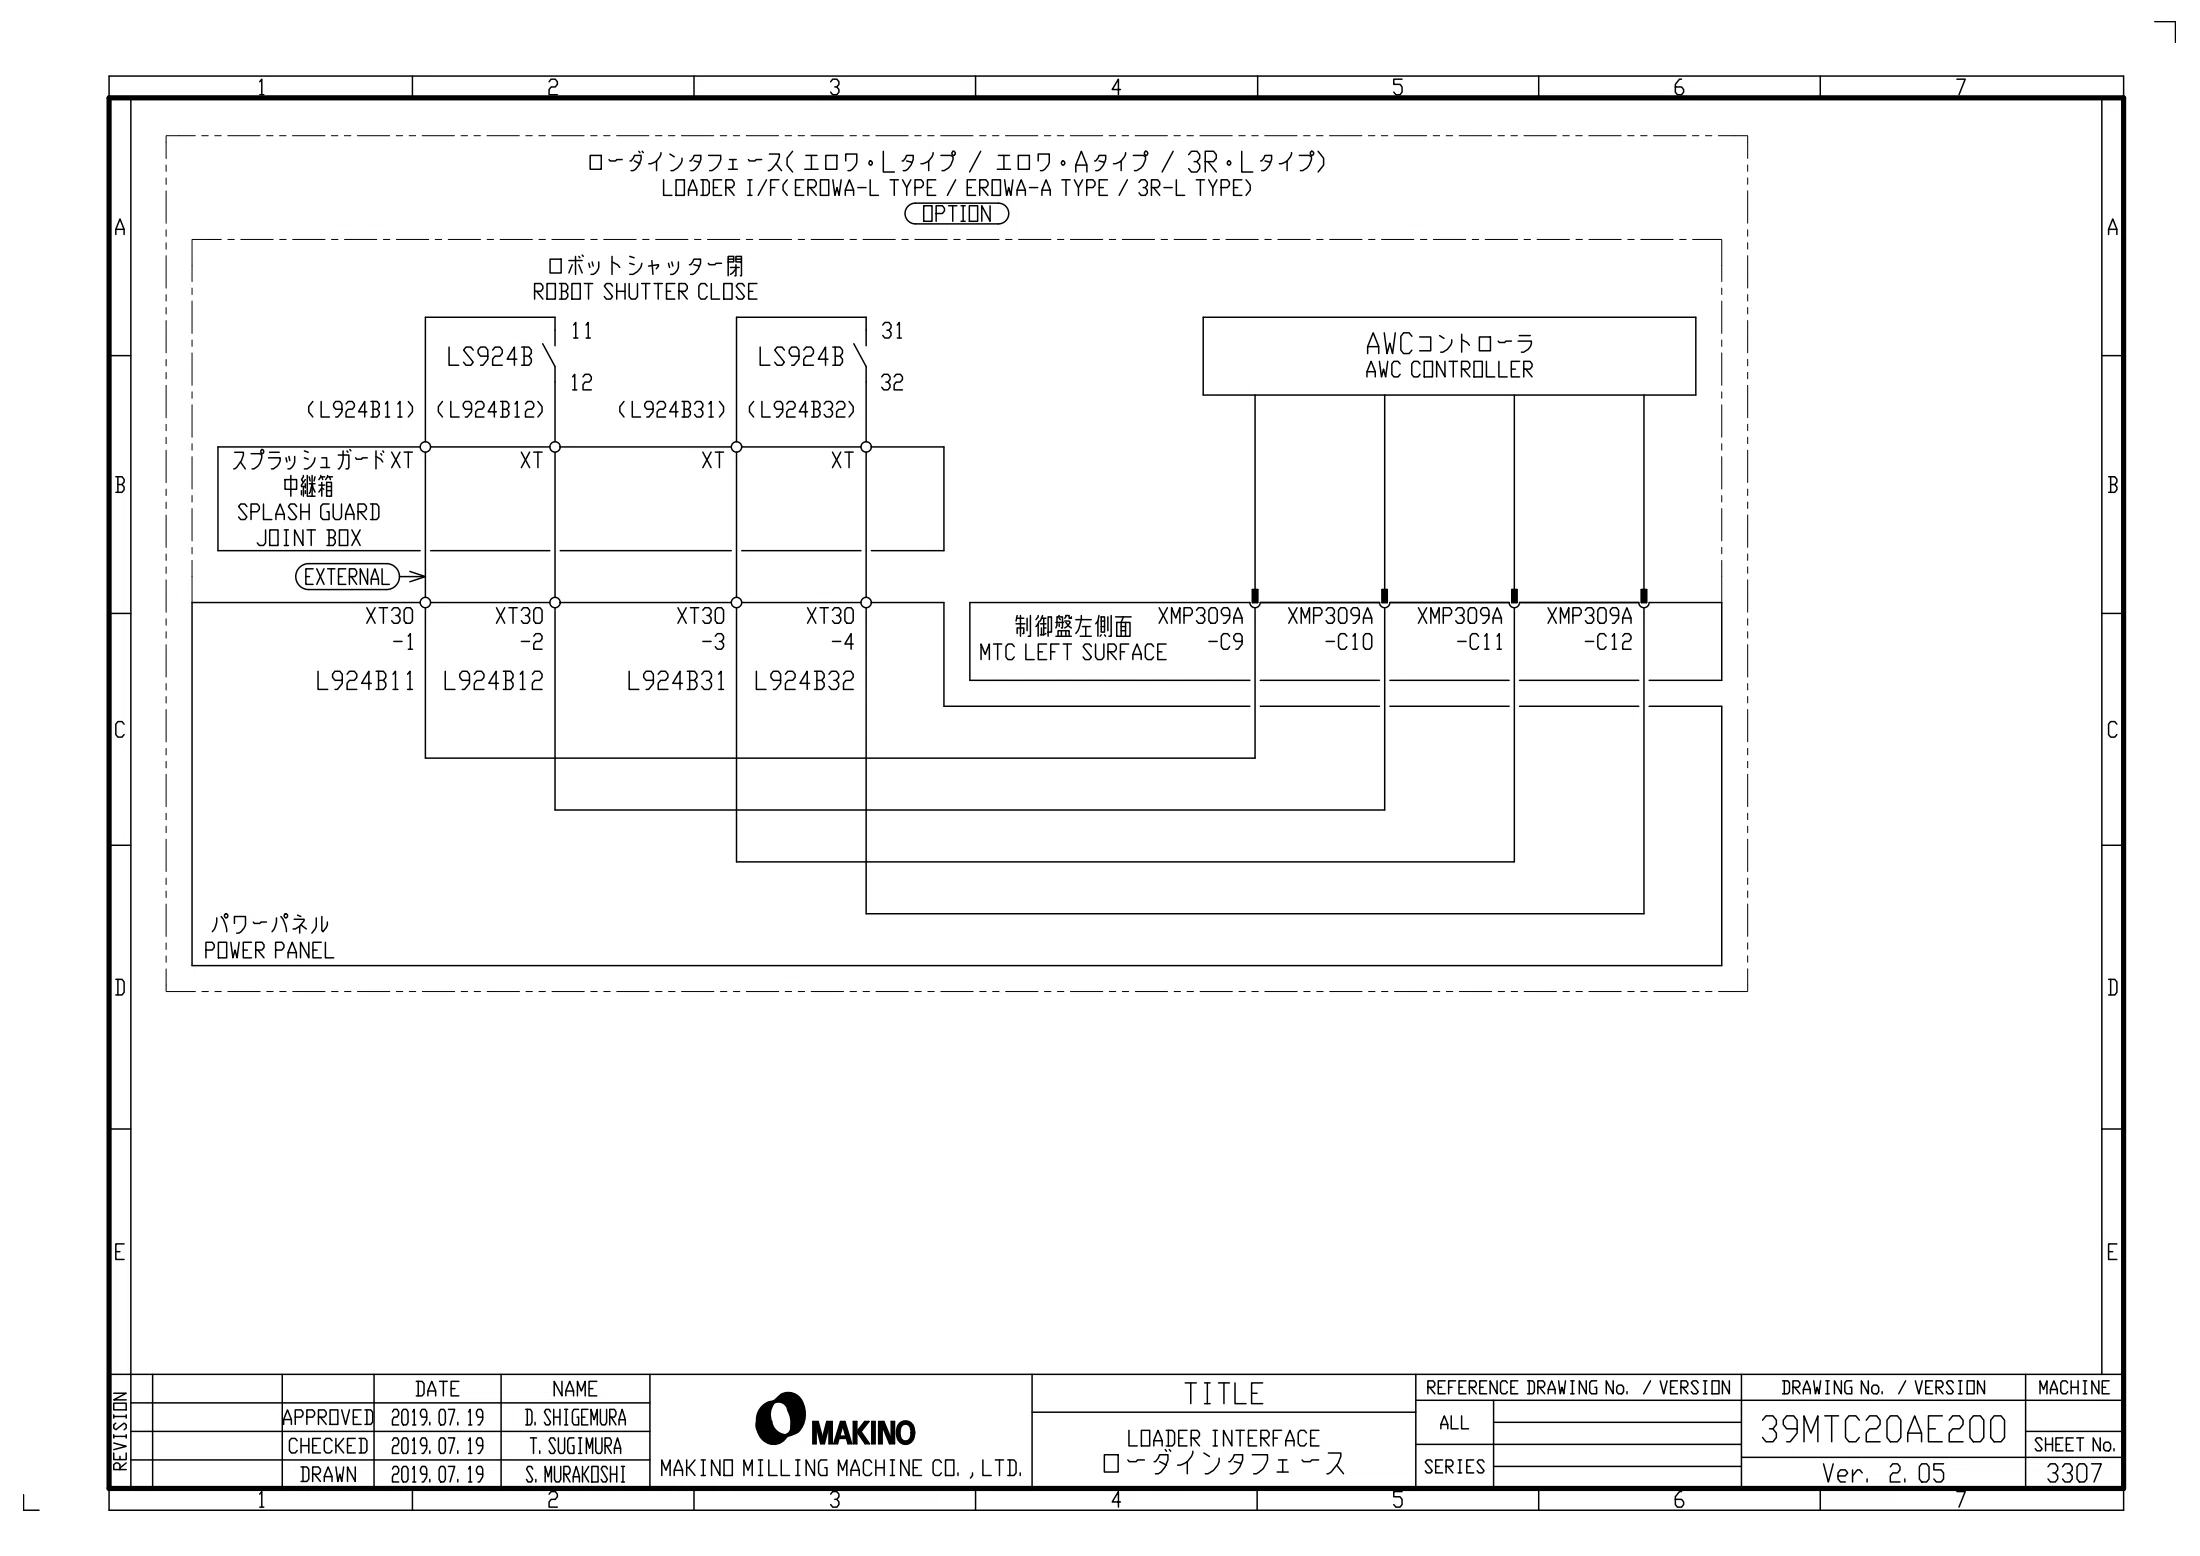 1 2 3 4 5 6 7
A
B
C
D
E
ローダインタフェース(エロワ・Lタイプ / エロワ・Aタイプ / 3R・Lタイプ)
LOADER I/F(EROWA-L TYPE / EROWA-A TYPE / 3R-L TYPE)
OPTION
ロボットシャッター閉
ROBOT SHUTTER CLOSE
11 31
LS924B LS924B
12 32
AWCコントローラ
AWC CONTROLLER
(L924B11) (L924B12) (L924B31) (L924B32)
スプラッシュガード XT XT XT XT
中継箱
SPLASH GUARD
JOINT BOX
EXTERNAL
XT30 XT30 XT30 XT30
-1 -2 -3 -4
L924B11 L924B12 L924B31 L924B32
制御盤左側面
MTC LEFT SURFACE
XMP309A XMP309A XMP309A XMP309A
-C9 -C10 -C11 -C12
パワーパネル
POWER PANEL
A
B
C
D
E
REVISION
DATE NAME
APPROVED 2019.07.19 D. SHIGEMURA
CHECKED 2019.07.19 T. SUGIMURA
DRAWN 2019.07.19 S. MURAKOSHI
MAKINO
MAKINO MILLING MACHINE CO.,LTD.
TITLE
LOADER INTERFACE
ローダインタフェース
REFERENCE DRAWING No. / VERSION
ALL
SERIES
DRAWING No. / VERSION
39MTC20AE200
Ver. 2.05
MACHINE
SHEET No.
3307
1 2 3 4 5 6 7